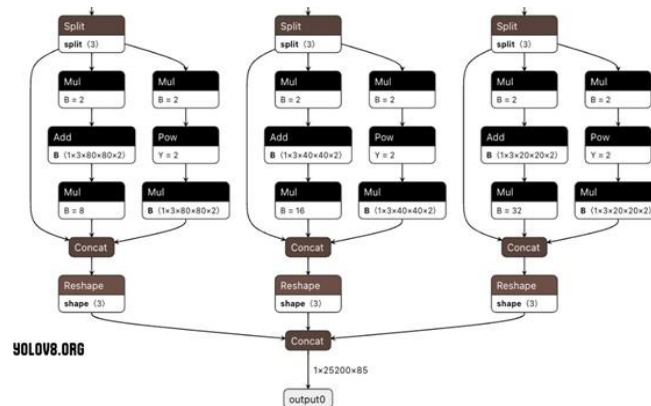 Split Split Split
split (3) split (3) split (3)
Mul Mul Mul Mul Mul Mul
B = 2 B = 2 B = 2 B = 2 B = 2 B = 2
Add Pow Add Pow Add Pow
B (1×3×80×80×2) Y = 2 B (1×3×40×40×2) Y = 2 B (1×3×20×20×2) Y = 2
Mul Mul Mul Mul Mul Mul
B = 8 B (1×3×80×80×2) B = 16 B (1×3×40×40×2) B = 32 B (1×3×20×20×2)
Concat Concat Concat
Reshape Reshape Reshape
shape (3) shape (3) shape (3)
Concat
YOLOV8.ORG
1×25200×85
output0